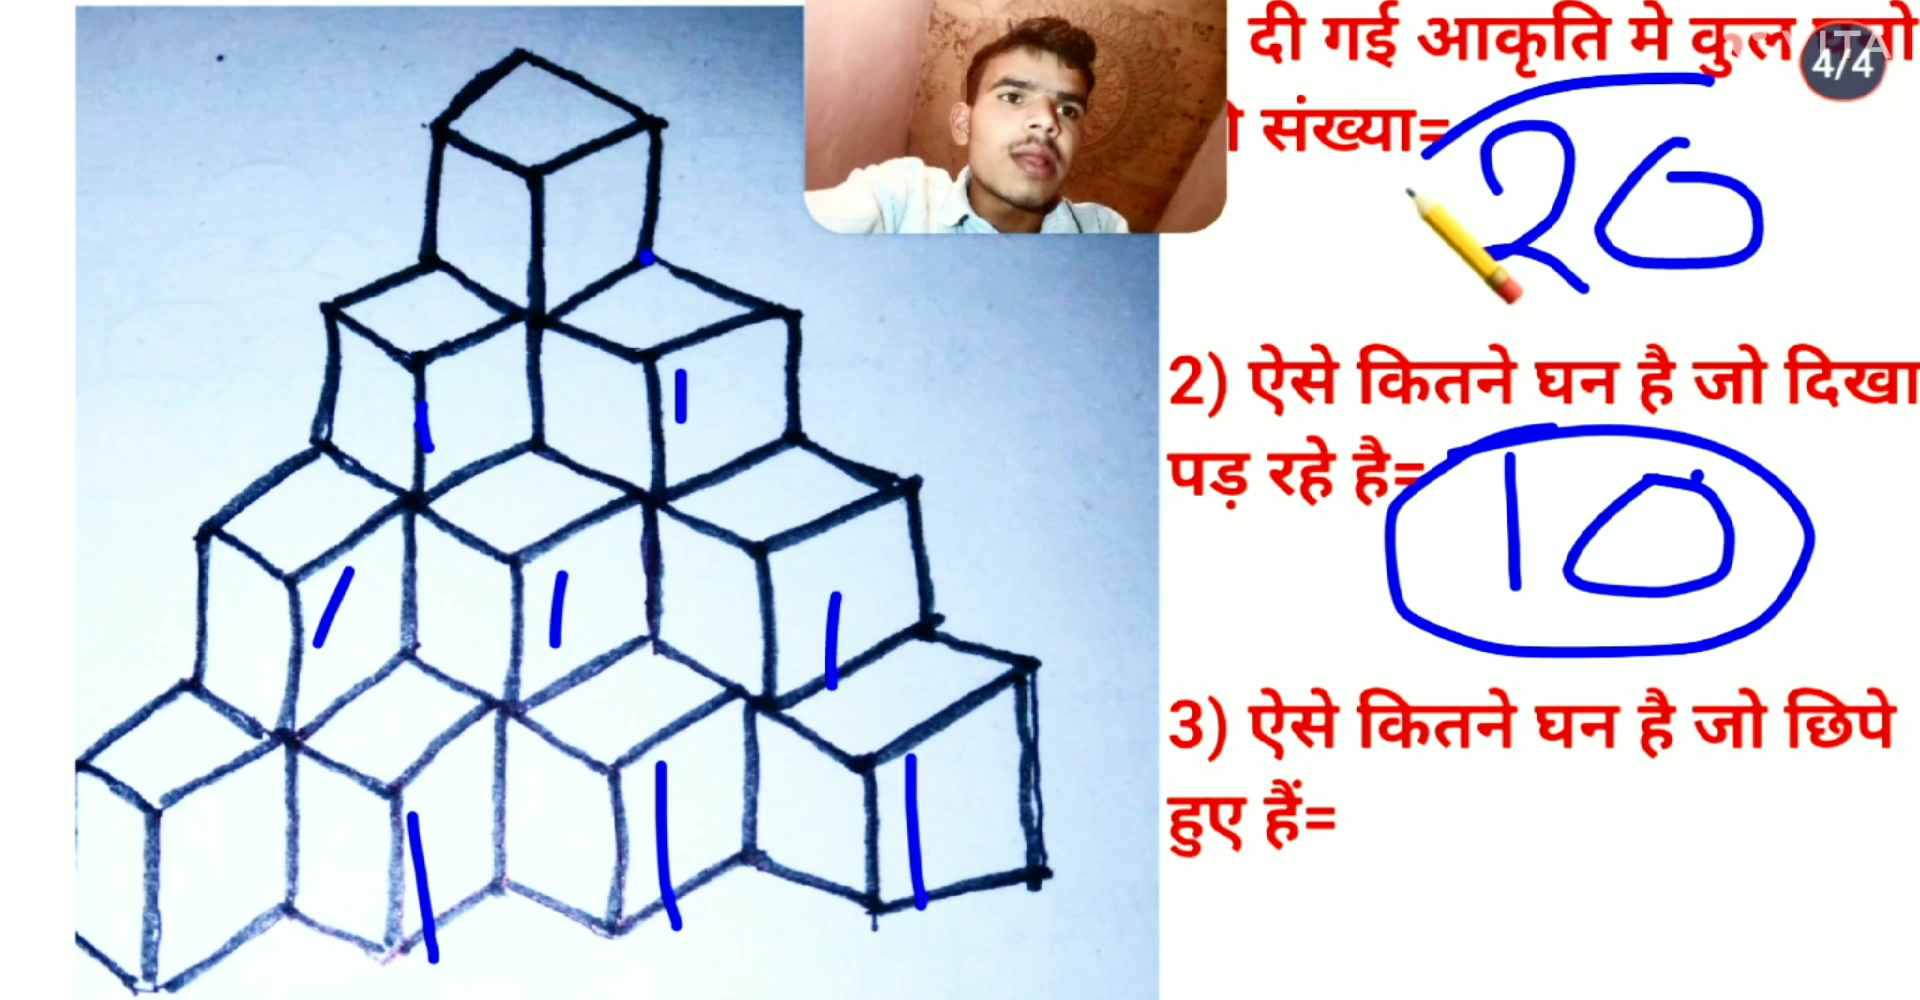 दी गई आकृति मे कुल
संख्या=
20
4/4
2) ऐसे कितने घन है जो दिखा
पड़ रहे है=
10
3) ऐसे कितने घन है जो छिपे
हुए हैं=